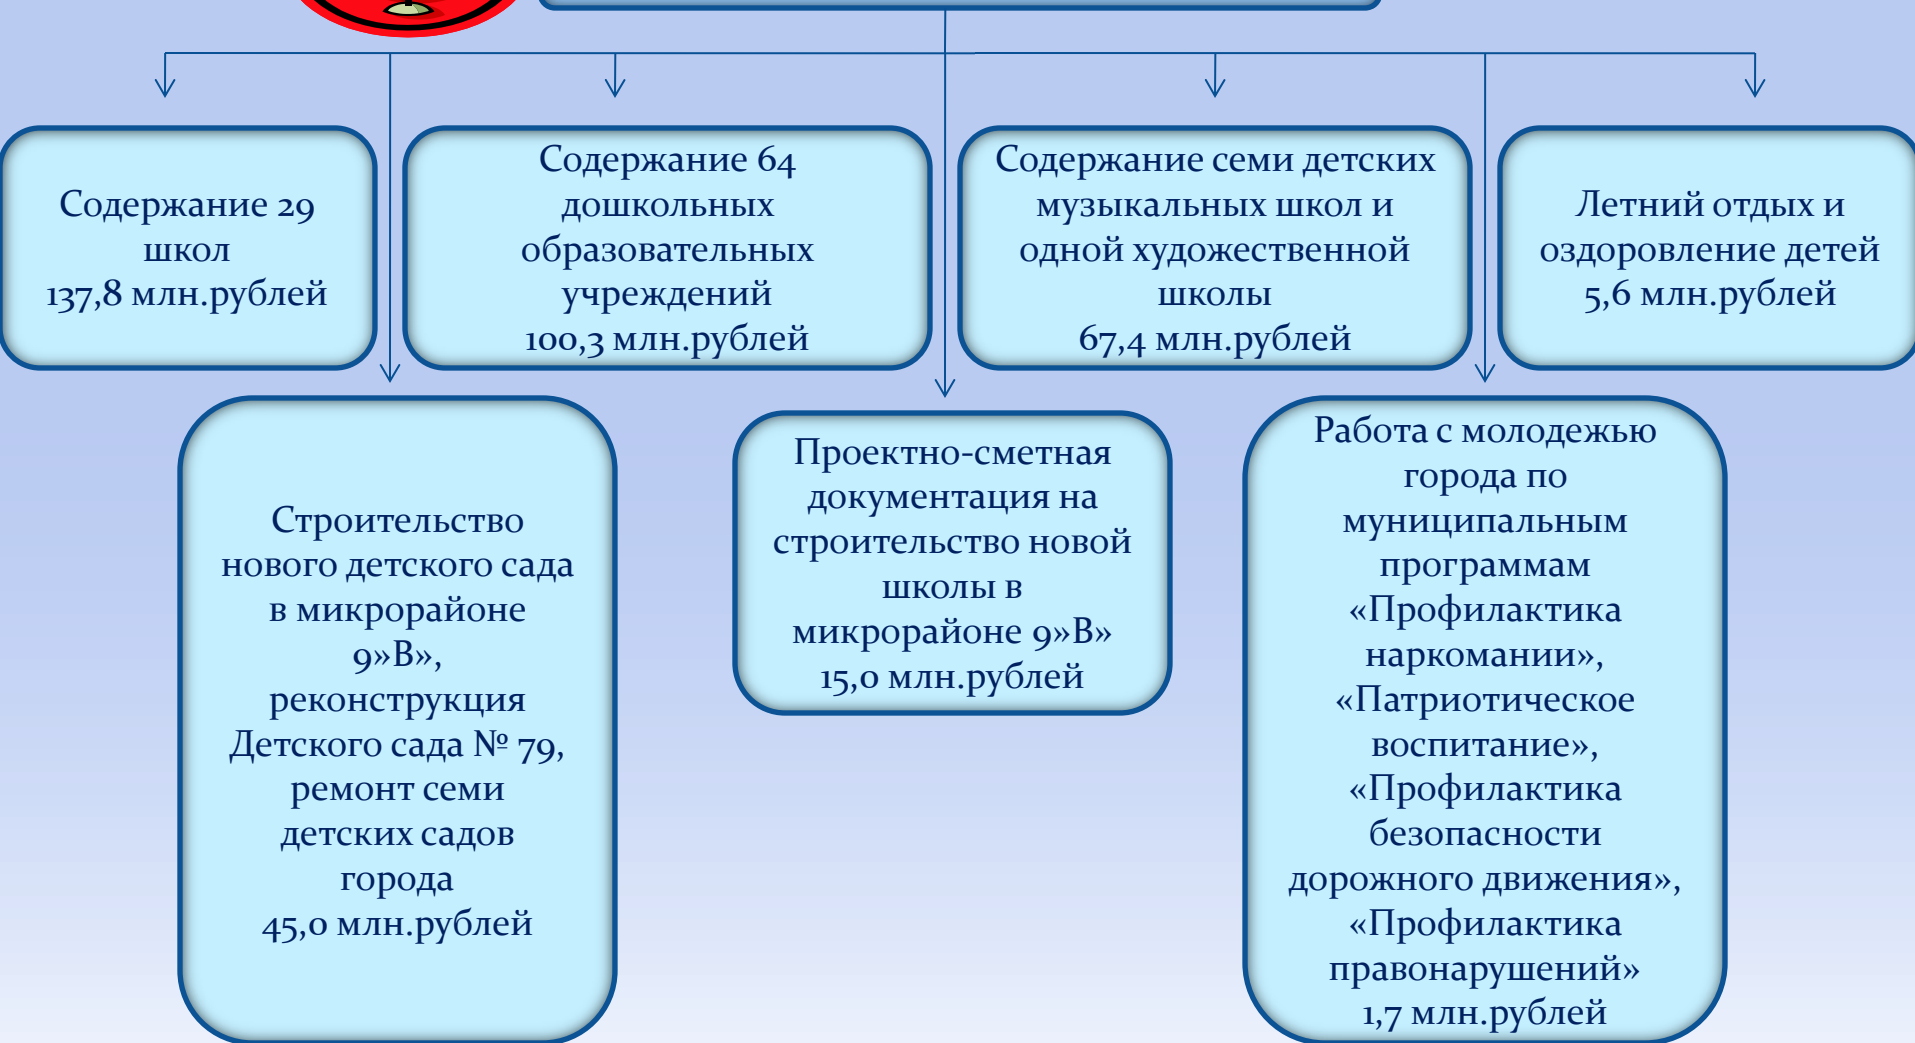 Содержание 29
школ
137,8 млн.рублей
Содержание 64
дошкольных
образовательных
учреждений
100,3 млн.рублей
Содержание семи детских
музыкальных школ и
одной художественной
школы
67,4 млн.рублей
Летний отдых и
оздоровление детей
5,6 млн.рублей
Строительство
нового детского сада
в микрорайоне
9»В»,
реконструкция
Детского сада № 79,
ремонт семи
детских садов
города
45,0 млн.рублей
Проектно-сметная
документация на
строительство новой
школы в
микрорайоне 9»В»
15,0 млн.рублей
Работа с молодежью
города по
муниципальным
программам
«Профилактика
наркомании»,
«Патриотическое
воспитание»,
«Профилактика
безопасности
дорожного движения»,
«Профилактика
правонарушений»
1,7 млн.рублей